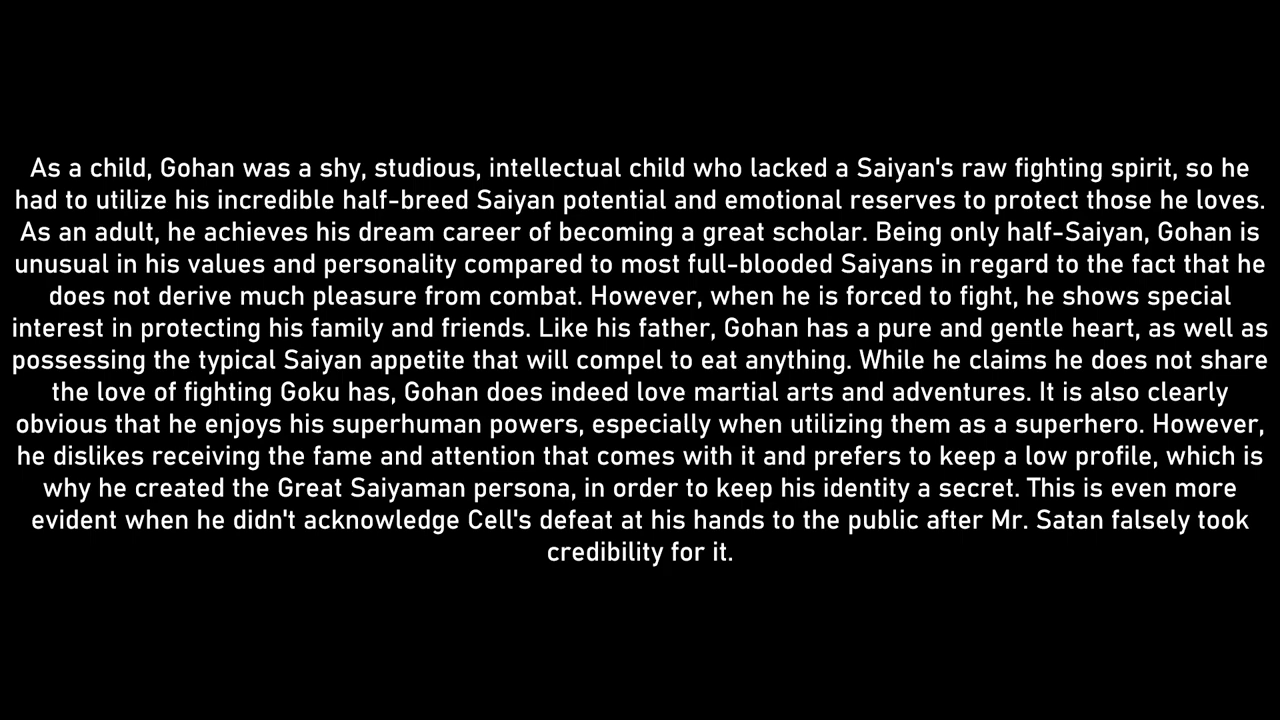 As a child, Gohan was a shy, studious, intellectual child who lacked a Saiyan's raw fighting spirit, so he
had to utilize his incredible half-breed Saiyan potential and emotional reserves to protect those he loves.
As an adult, he achieves his dream career of becoming a great scholar. Being only half-Saiyan, Gohan is
unusual in his values and personality compared to most full-blooded Saiyans in regard to the fact that he
does not derive much pleasure from combat. However, when he is forced to fight, he shows special
interest in protecting his family and friends. Like his father, Gohan has a pure and gentle heart, as well as
possessing the typical Saiyan appetite that will compel to eat anything. While he claims he does not share
the love of fighting Goku has, Gohan does indeed love martial arts and adventures. It is also clearly
obvious that he enjoys his superhuman powers, especially when utilizing them as a superhero. However,
he dislikes receiving the fame and attention that comes with it and prefers to keep a low profile, which is
why he created the Great Saiyaman persona, in order to keep his identity a secret. This is even more
evident when he didn't acknowledge Cell's defeat at his hands to the public after Mr. Satan falsely took
credibility for it.